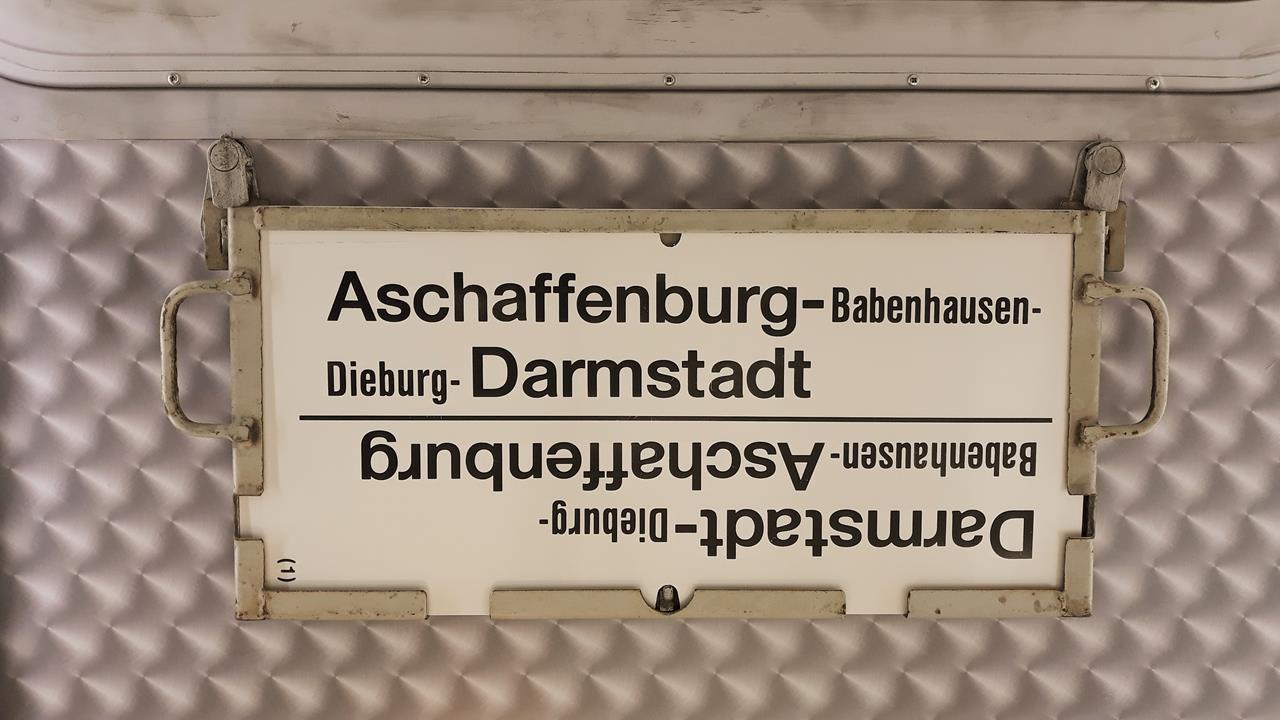 Aschaffenburg-Babenhausen-
Dieburg-Darmstadt
Darmstadt-Dieburg-
Babenhausen-Aschaffenburg
(1)